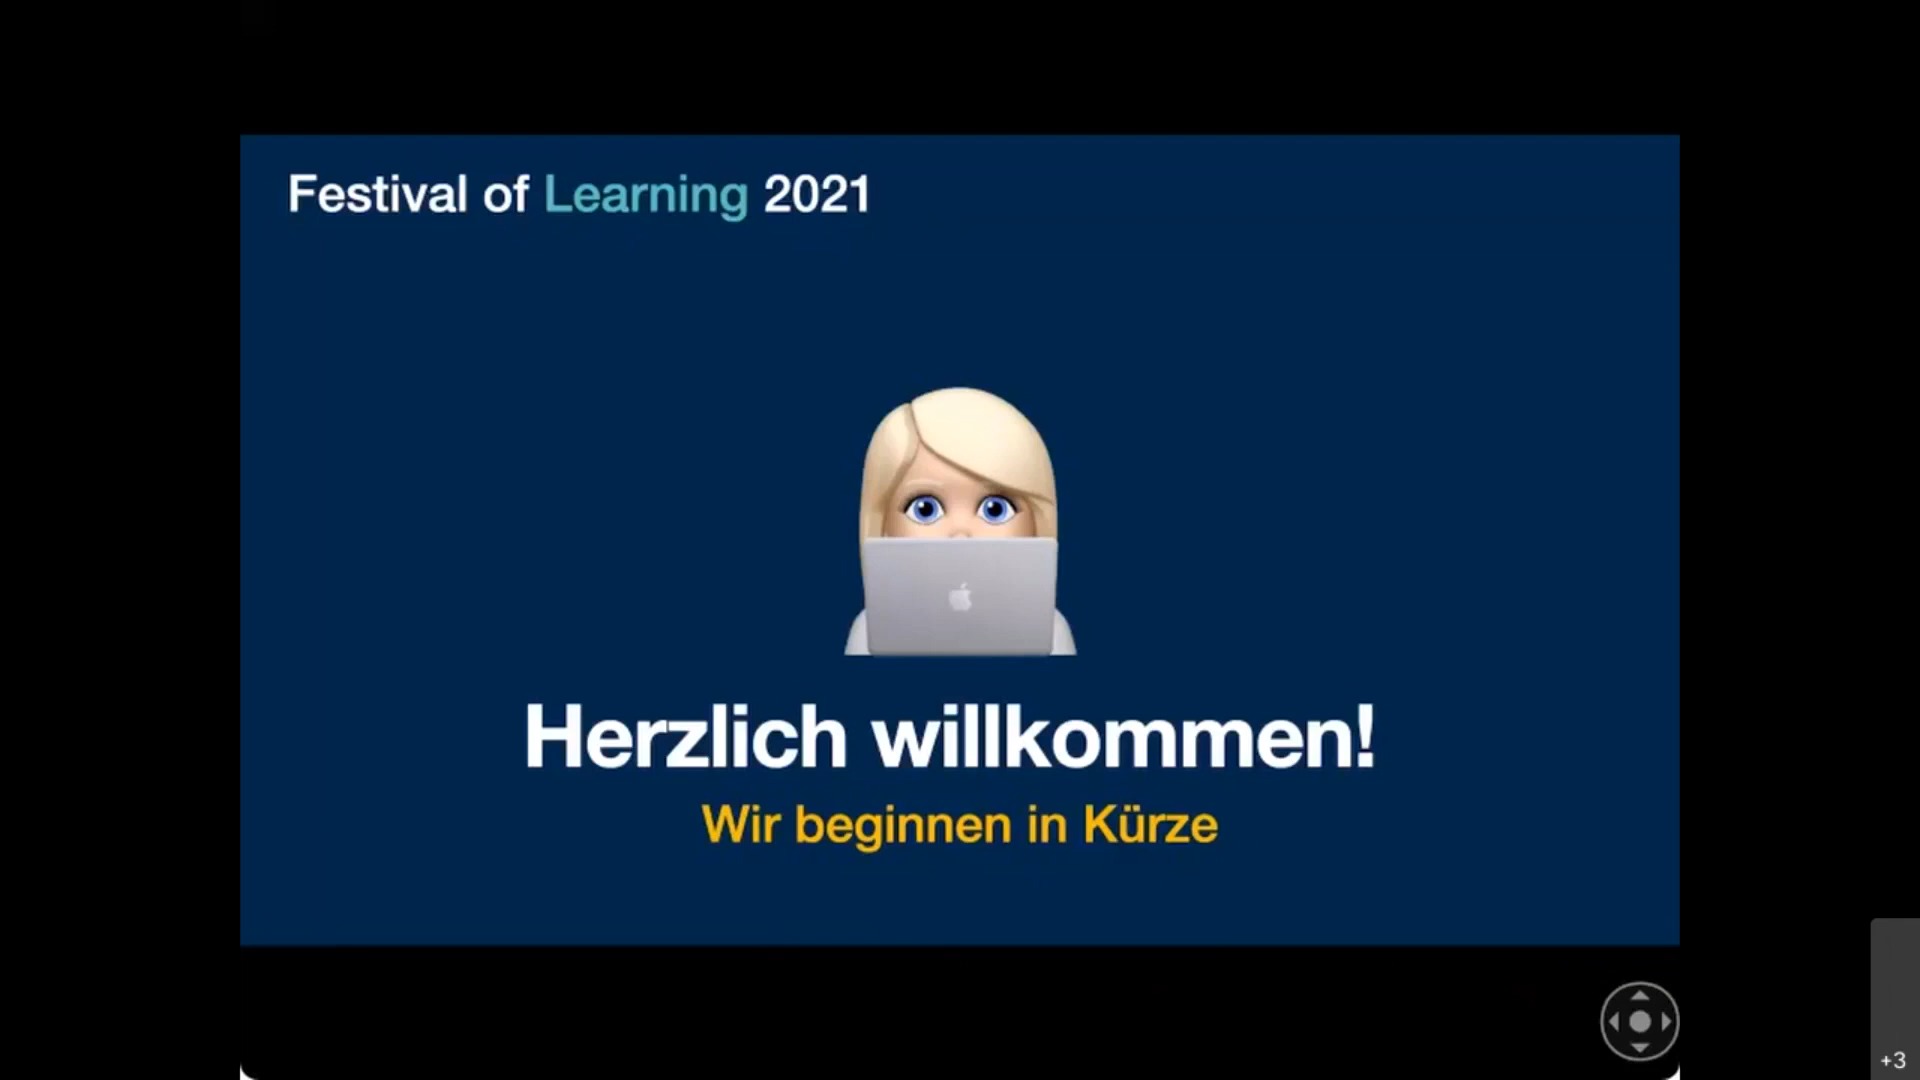 Festival of Learning 2021
Herzlich willkommen!
Wir beginnen in Kürze
+3